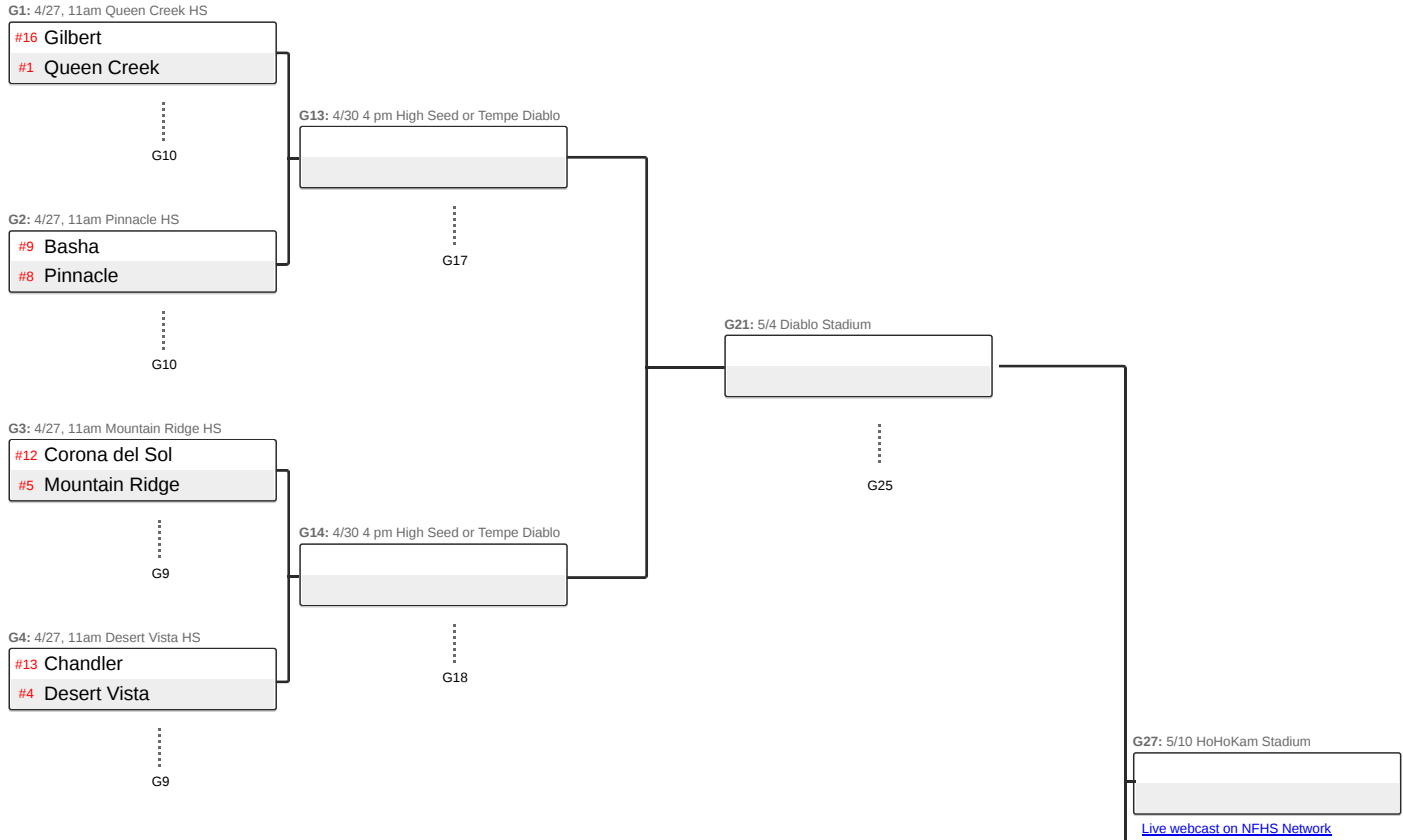 G1: 4/27, 11am Queen Creek HS
#16 Gilbert
#1 Queen Creek
G10
G2: 4/27, 11am Pinnacle HS
#9 Basha
#8 Pinnacle
G10
G3: 4/27, 11am Mountain Ridge HS
#12 Corona del Sol
#5 Mountain Ridge
G9
G4: 4/27, 11am Desert Vista HS
#13 Chandler
#4 Desert Vista
G9
G13: 4/30 4 pm High Seed or Tempe Diablo
G17
G14: 4/30 4 pm High Seed or Tempe Diablo
G18
G21: 5/4 Diablo Stadium
G25
G27: 5/10 HoHoKam Stadium
Live webcast on NFHS Network